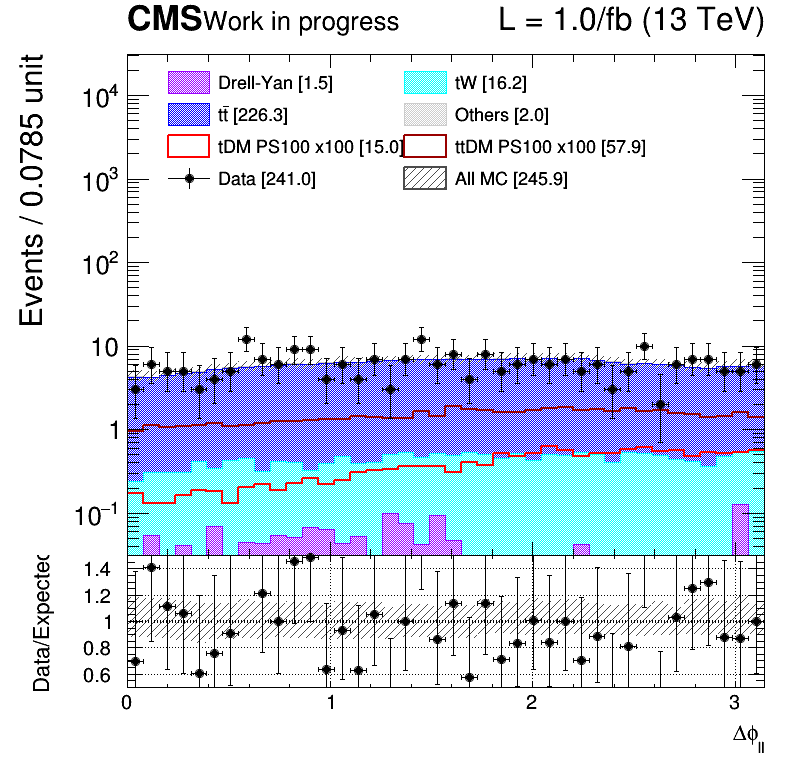 CMS Work in progress L = 1.0/fb (13 TeV)
Events / 0.0785 unit
Drell-Yan [1.5] tW [16.2]
tt̄ [226.3] Others [2.0]
tDM PS100 x100 [15.0] ttDM PS100 x100 [57.9]
Data [241.0] All MC [245.9]
10⁴
10³
10²
10
1
10⁻¹
Data/Expected
1.4
1.2
1
0.8
0.6
0 1 2 3
Δϕ_ll